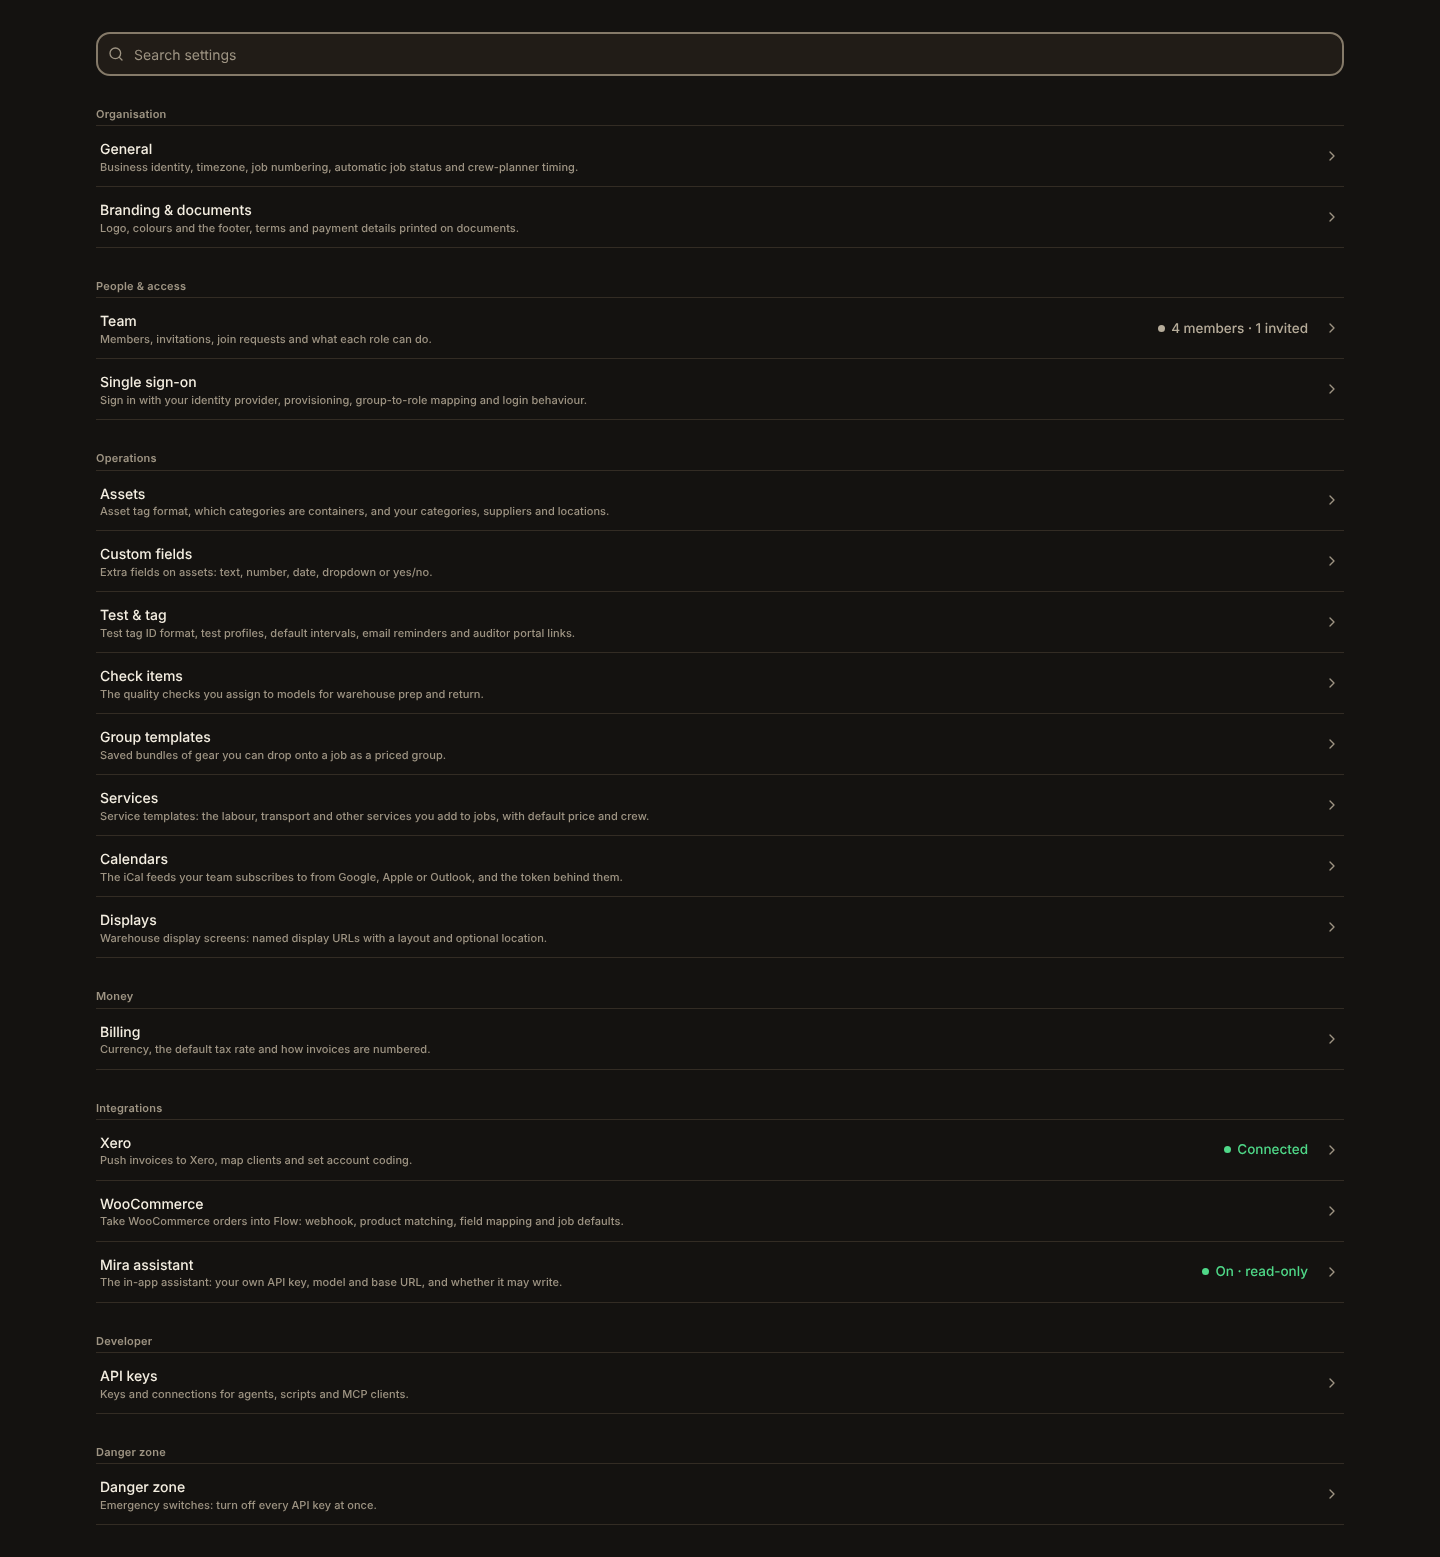 Search settings
Organisation
General
Business identity, timezone, job numbering, automatic job status and crew-planner timing.
Branding & documents
Logo, colours and the footer, terms and payment details printed on documents.
People & access
Team
4 members · 1 invited
Members, invitations, join requests and what each role can do.
Single sign-on
Sign in with your identity provider, provisioning, group-to-role mapping and login behaviour.
Operations
Assets
Asset tag format, which categories are containers, and your categories, suppliers and locations.
Custom fields
Extra fields on assets: text, number, date, dropdown or yes/no.
Test & tag
Test tag ID format, test profiles, default intervals, email reminders and auditor portal links.
Check items
The quality checks you assign to models for warehouse prep and return.
Group templates
Saved bundles of gear you can drop onto a job as a priced group.
Services
Service templates: the labour, transport and other services you add to jobs, with default price and crew.
Calendars
The iCal feeds your team subscribes to from Google, Apple or Outlook, and the token behind them.
Displays
Warehouse display screens: named display URLs with a layout and optional location.
Money
Billing
Currency, the default tax rate and how invoices are numbered.
Integrations
Xero
Connected
Push invoices to Xero, map clients and set account coding.
WooCommerce
Take WooCommerce orders into Flow: webhook, product matching, field mapping and job defaults.
Mira assistant
On · read-only
The in-app assistant: your own API key, model and base URL, and whether it may write.
Developer
API keys
Keys and connections for agents, scripts and MCP clients.
Danger zone
Danger zone
Emergency switches: turn off every API key at once.